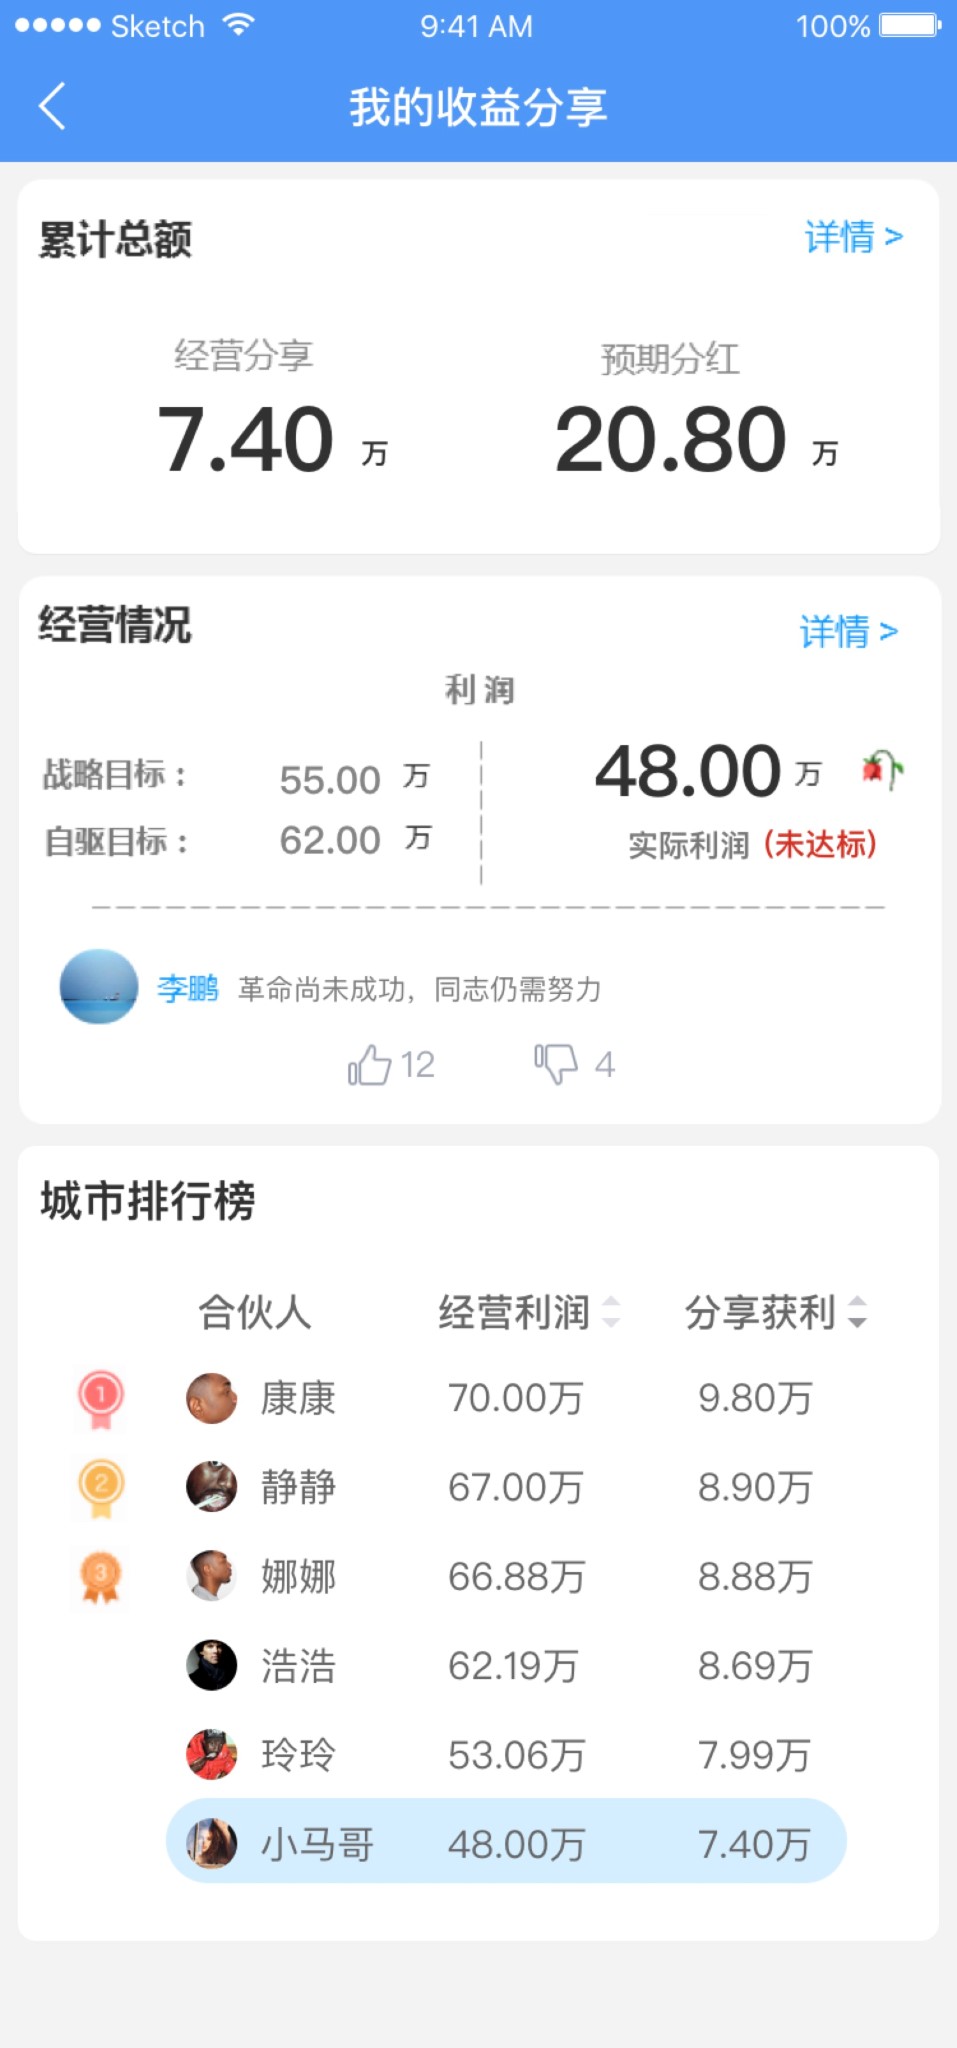 Sketch 9:41 AM 100%
我的收益分享
累计总额 详情 >
经营分享 预期分红
7.40 万 20.80 万
经营情况 详情 >
利润
战略目标： 55.00 万 48.00 万
自驱目标： 62.00 万 实际利润 (未达标)
李鹏 革命尚未成功，同志仍需努力
12 4
城市排行榜
合伙人 经营利润 分享获利
1 康康 70.00万 9.80万
2 静静 67.00万 8.90万
3 娜娜 66.88万 8.88万
浩浩 62.19万 8.69万
玲玲 53.06万 7.99万
小马哥 48.00万 7.40万